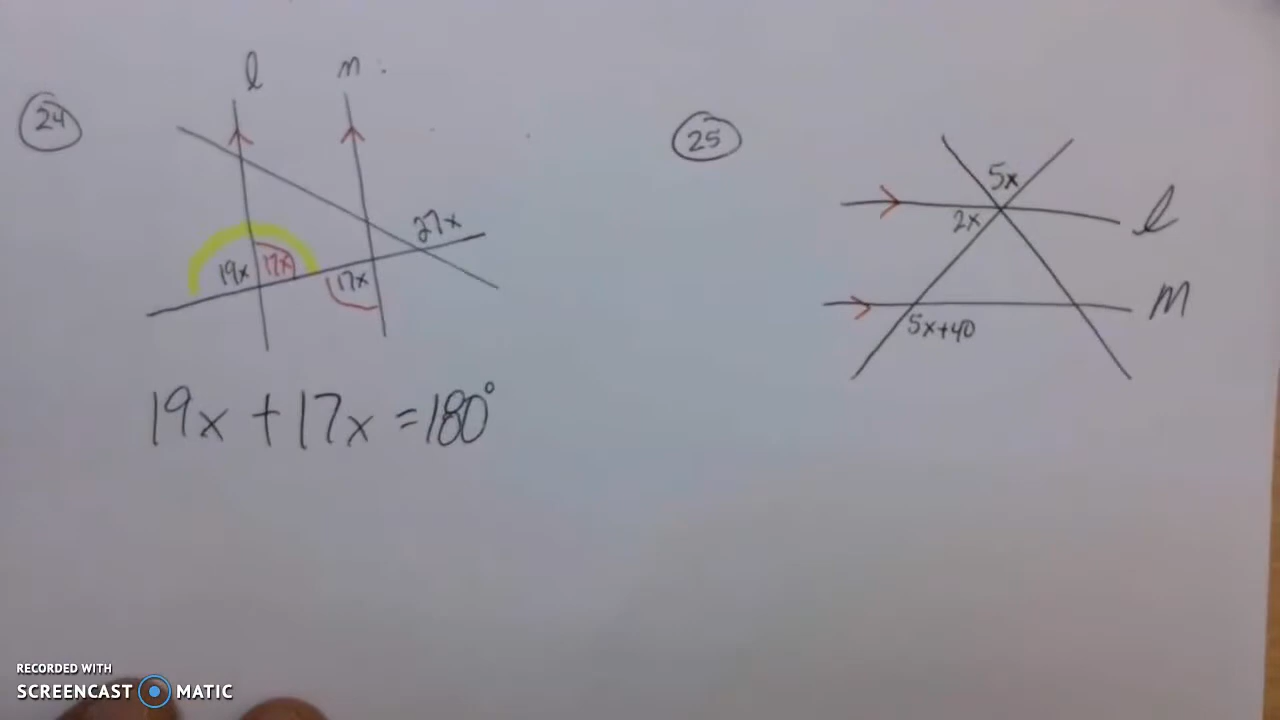 24
l
m
27x
19x
17x
17x
19x + 17x = 180°
25
5x
2x
l
5x+40
m
RECORDED WITH
SCREENCAST MATIC